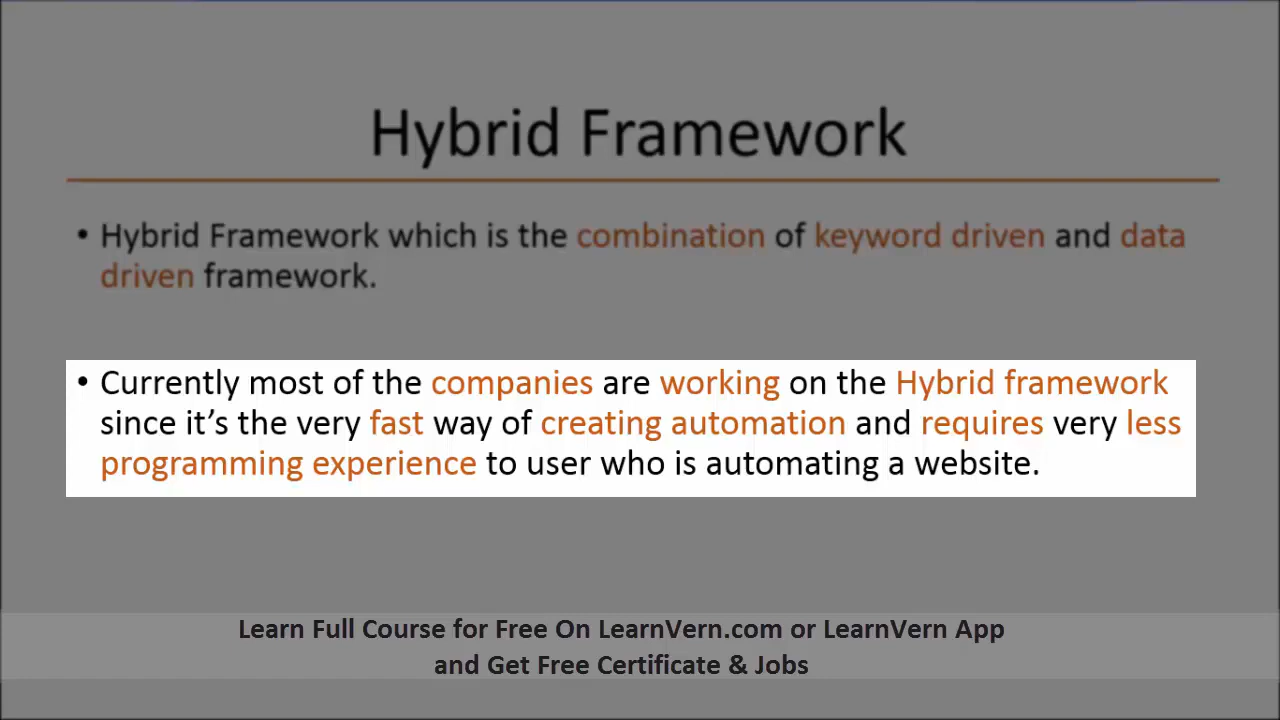 Hybrid Framework
• Hybrid Framework which is the combination of keyword driven and data
driven framework.
• Currently most of the companies are working on the Hybrid framework
since it’s the very fast way of creating automation and requires very less
programming experience to user who is automating a website.
Learn Full Course for Free On LearnVern.com or LearnVern App
and Get Free Certificate & Jobs